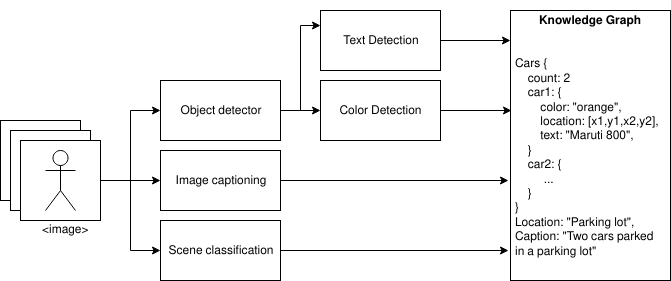 Text Detection
Object detector
Color Detection
Image captioning
Scene classification
<image>
Knowledge Graph
Cars {
count: 2
car1: {
color: "orange",
location: [x1,y1,x2,y2],
text: "Maruti 800",
}
car2: {
...
}
}
Location: "Parking lot",
Caption: "Two cars parked
in a parking lot"